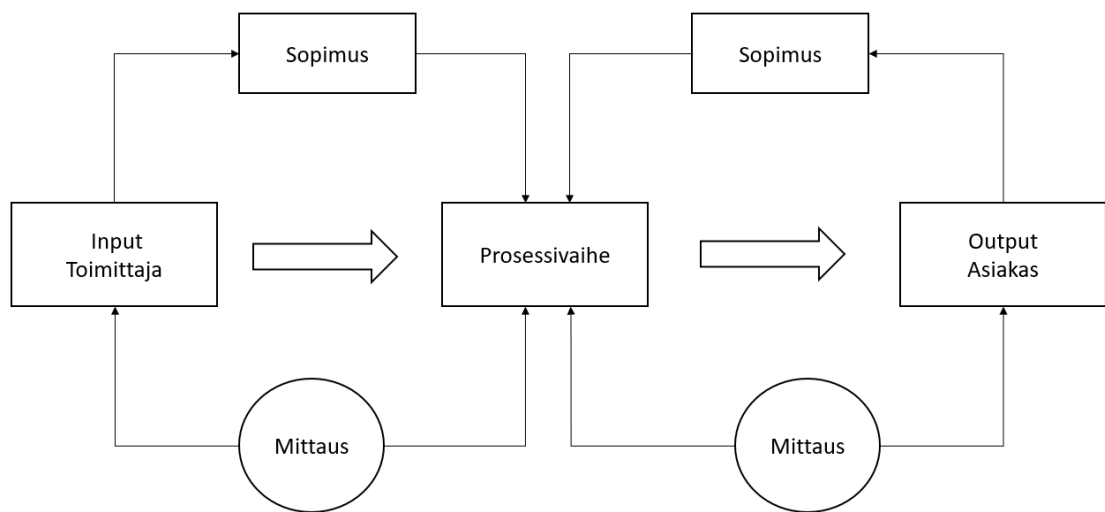 Sopimus
Sopimus
Input
Toimittaja
Prosessivaihe
Output
Asiakas
Mittaus
Mittaus